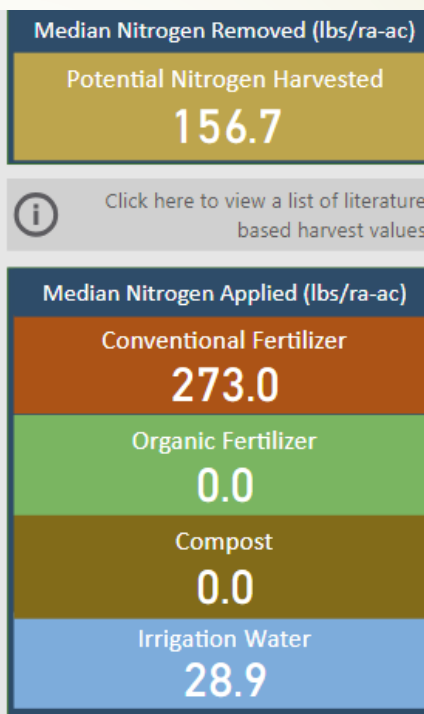 Median Nitrogen Removed (lbs/ra-ac)
Potential Nitrogen Harvested
156.7
Click here to view a list of literature
based harvest values
Median Nitrogen Applied (lbs/ra-ac)
Conventional Fertilizer
273.0
Organic Fertilizer
0.0
Compost
0.0
Irrigation Water
28.9